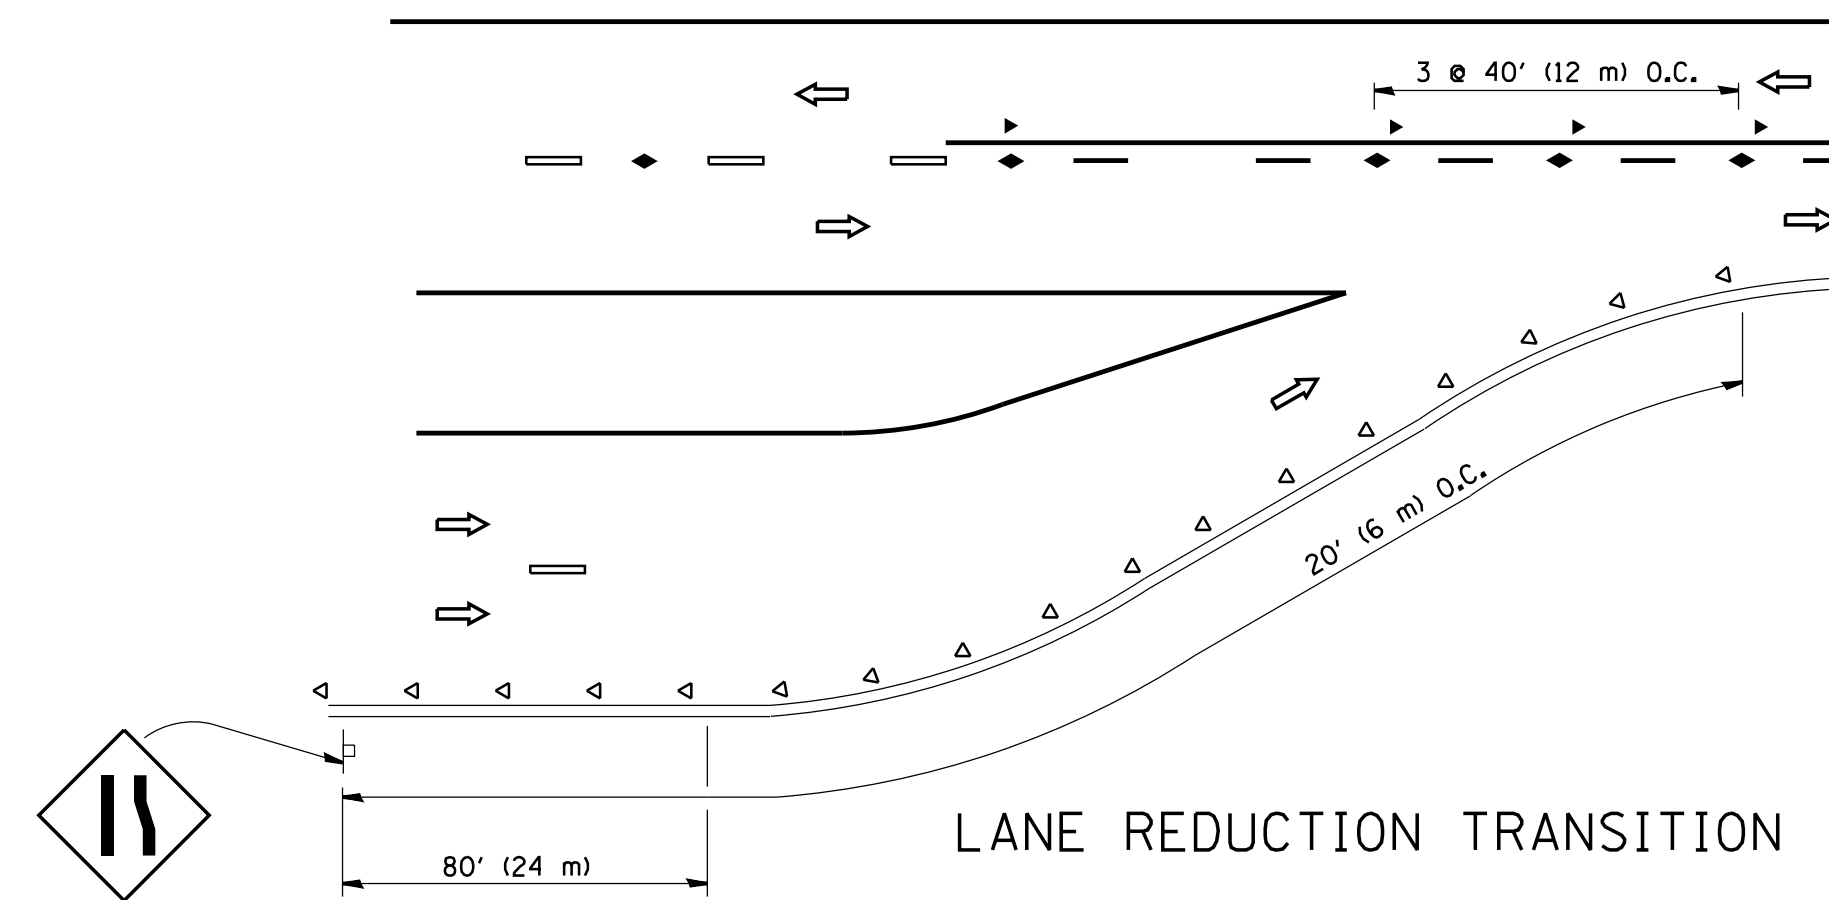 3 @ 40' (12 m) O.C.
20' (6 m) O.C.
80' (24 m)
LANE REDUCTION TRANSITION